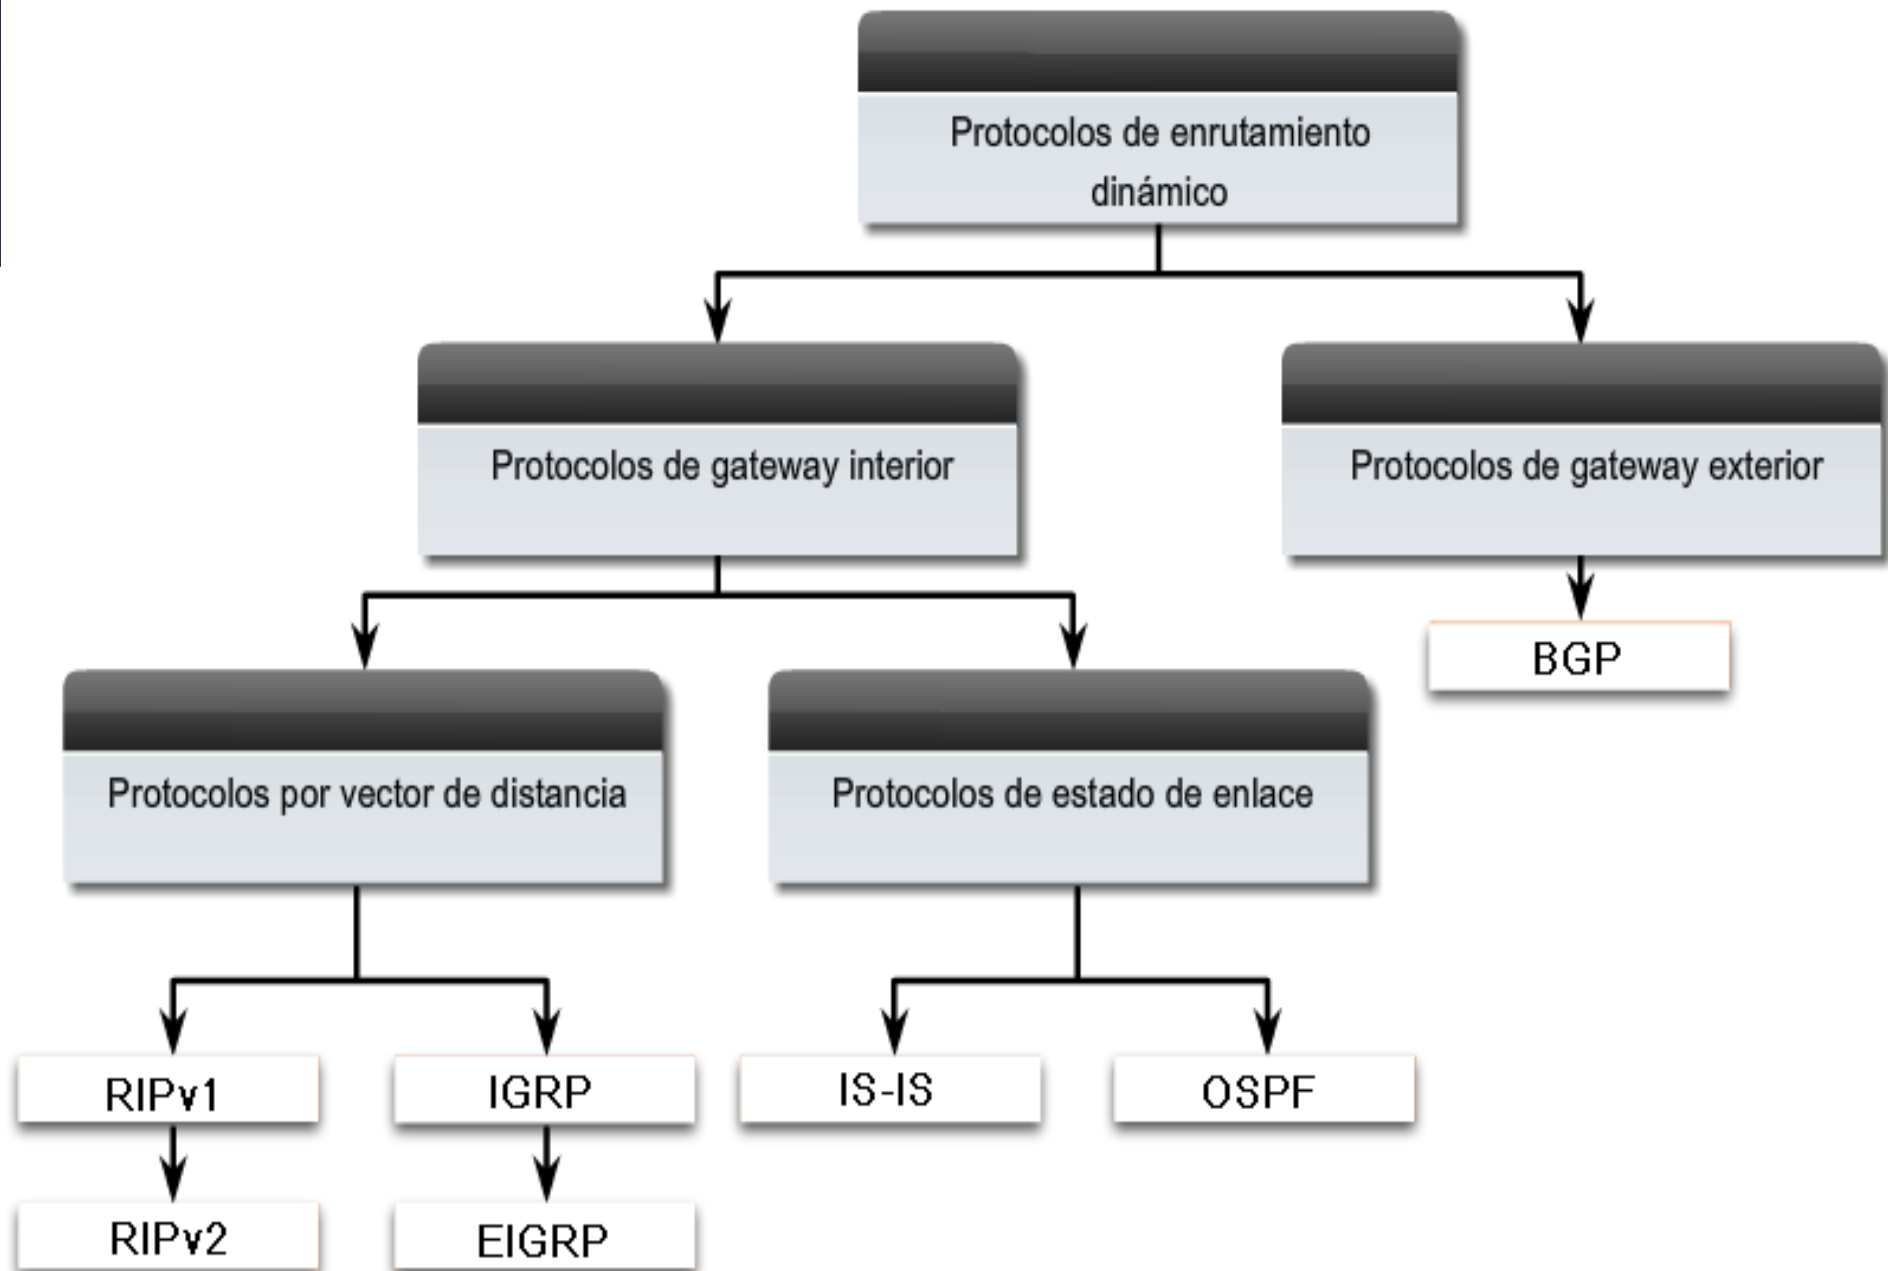 Protocolos de enrutamiento
dinámico
Protocolos de gateway interior
Protocolos de gateway exterior
BGP
Protocolos por vector de distancia
Protocolos de estado de enlace
RIPv1
IGRP
IS-IS
OSPF
RIPv2
EIGRP